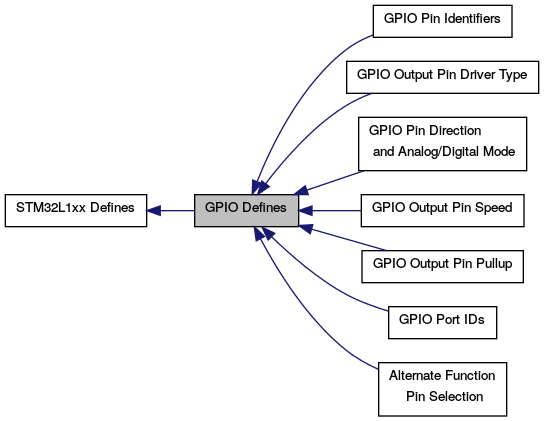 GPIO Pin Identifiers
GPIO Output Pin Driver Type
GPIO Pin Direction
and Analog/Digital Mode
STM32L1xx Defines
GPIO Defines
GPIO Output Pin Speed
GPIO Output Pin Pullup
GPIO Port IDs
Alternate Function
Pin Selection